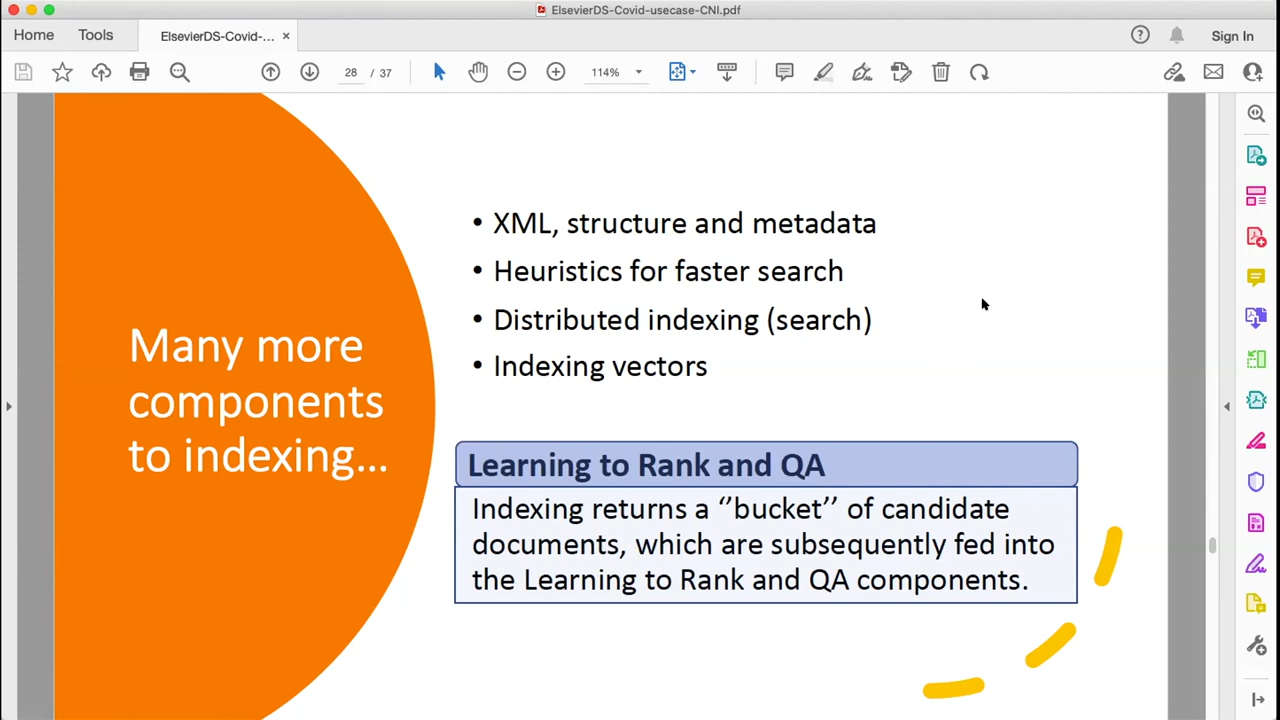 ElsevierDS-Covid-usecase-CNI.pdf
Home Tools ElsevierDS-Covid-... × Sign In
28 / 37 114%
Many more
components
to indexing...
• XML, structure and metadata
• Heuristics for faster search
• Distributed indexing (search)
• Indexing vectors
Learning to Rank and QA
Indexing returns a ‘‘bucket’’ of candidate
documents, which are subsequently fed into
the Learning to Rank and QA components.